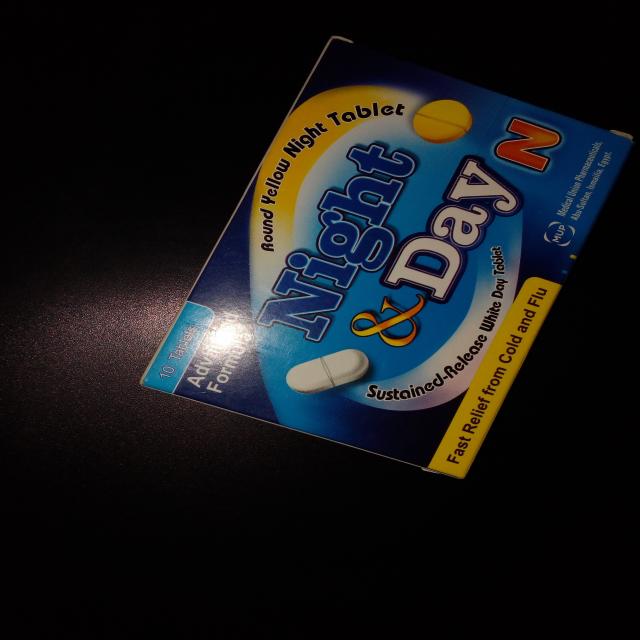 Round Yellow Night Tablet
Night
& Day
N
Sustained-Release White Day Tablet
10 Tablets
Formula
MUP
Medical Union Pharmaceuticals
Abu Sultan, Ismailia, Egypt
Fast Relief from Cold and Flu